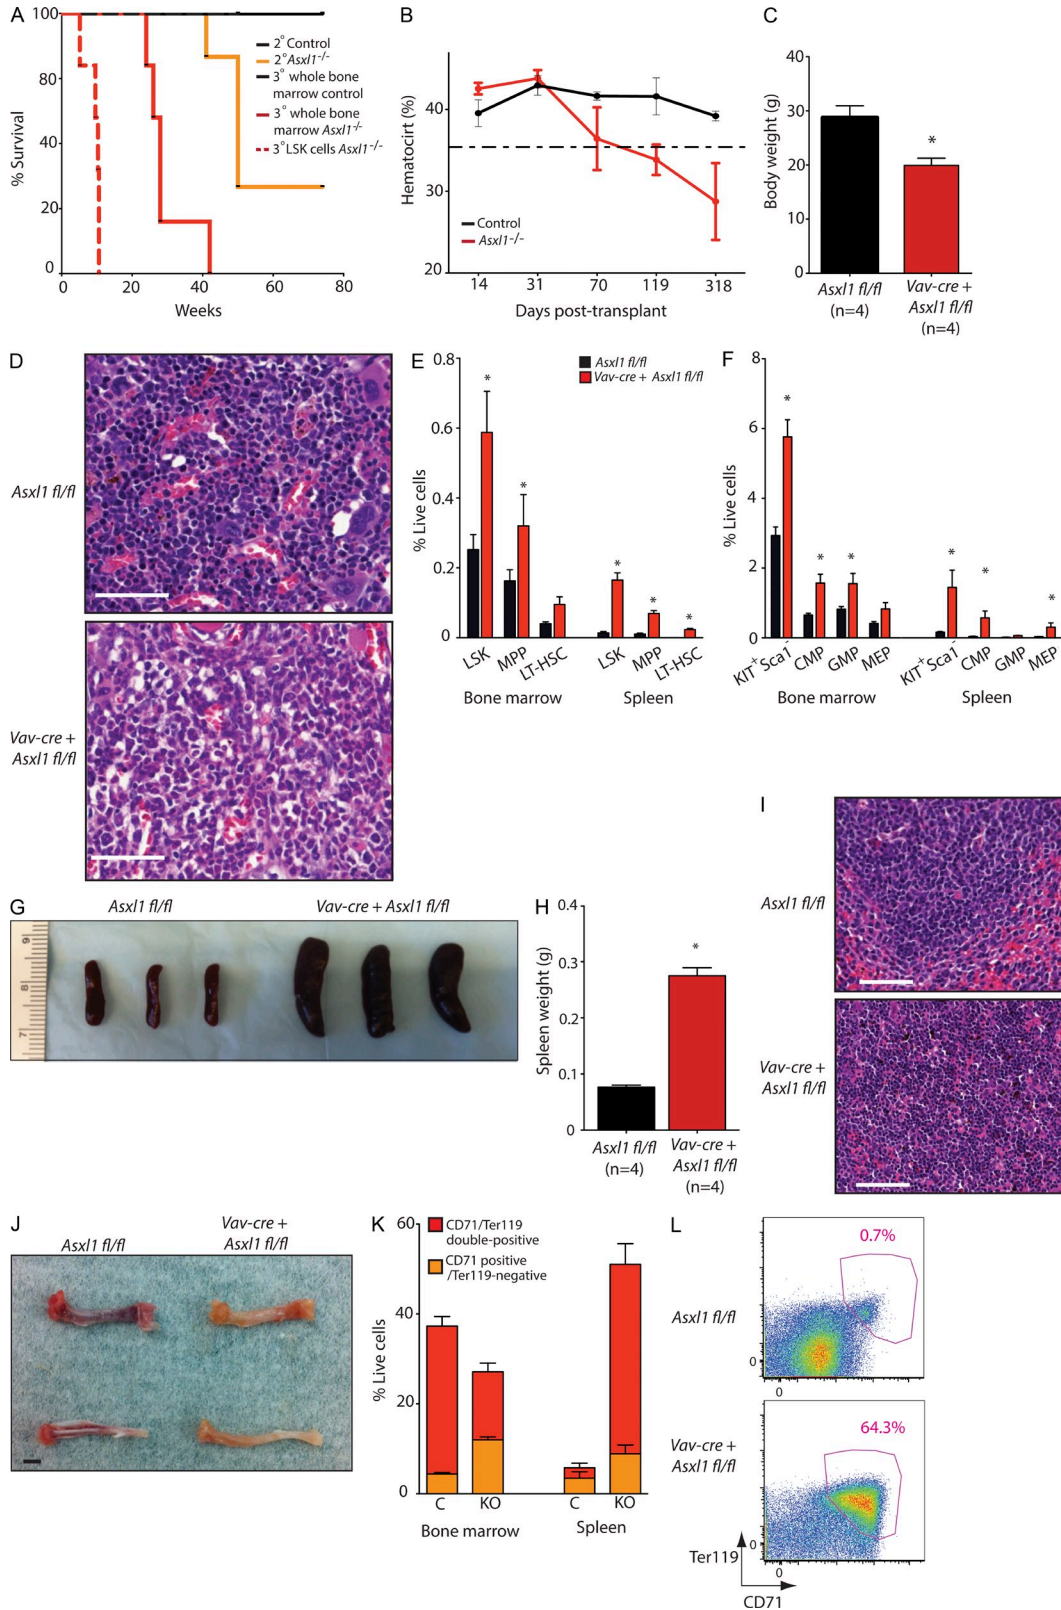 A
100
80
40
20
0
% Survival
0
20
40
60
80
Weeks
2° Control
2° Asxl1-/-
3° whole bone
marrow control
3° whole bone
marrow Asxl1-/-
3° LSK cells Asxl1-/-
B
40
30
20
Hematocirt (%)
Control
Asxl1-/-
14
31
70
119
318
Days post-transplant
C
40
30
20
10
0
Body weight (g)
*
Asxl1 fl/fl
(n=4)
Vav-cre +
Asxl1 fl/fl
(n=4)
D
Asxl1 fl/fl
Vav-cre +
Asxl1 fl/fl
E
0.8
0.6
0.4
0.2
0
% Live cells
Asxl1 fl/fl
Vav-cre + Asxl1 fl/fl
*
*
*
*
*
LSK
MPP
LT-HSC
LSK
MPP
LT-HSC
Bone marrow
Spleen
F
8
6
4
2
0
% Live cells
*
*
*
*
*
*
KIT+Sca1-
CMP
GMP
MEP
KIT+Sca1-
CMP
GMP
MEP
Bone marrow
Spleen
G
Asxl1 fl/fl
Vav-cre + Asxl1 fl/fl
9
8
7
H
0.4
0.3
0.2
0.1
0
Spleen weight (g)
*
Asxl1 fl/fl
(n=4)
Vav-cre +
Asxl1 fl/fl
(n=4)
I
Asxl1 fl/fl
Vav-cre +
Asxl1 fl/fl
J
Asxl1 fl/fl
Vav-cre +
Asxl1 fl/fl
K
60
40
20
0
% Live cells
CD71/Ter119
double-positive
CD71 positive
/Ter119-negative
C
KO
C
KO
Bone marrow
Spleen
L
0.7%
Asxl1 fl/fl
0
0
64.3%
Vav-cre +
Asxl1 fl/fl
0
0
Ter119
CD71